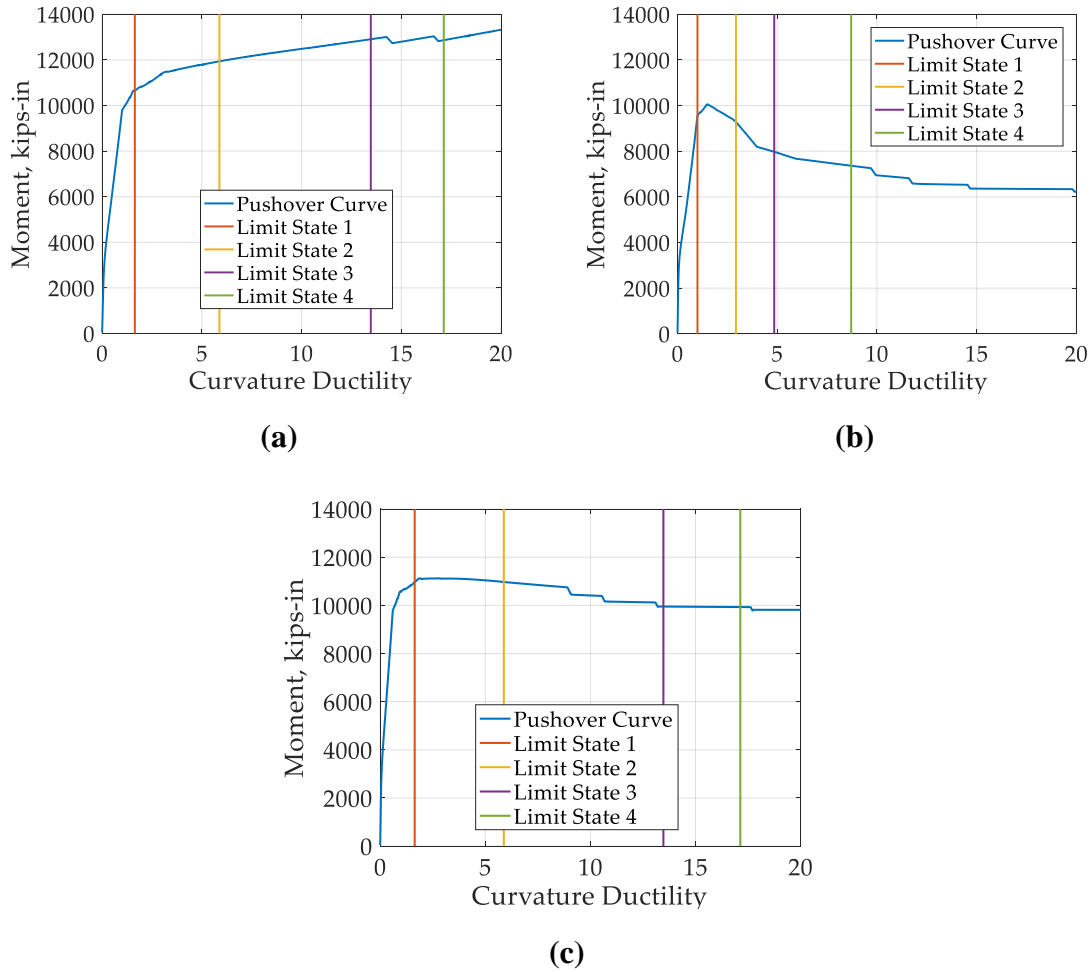 14000
12000
10000
8000
6000
4000
2000
0
Moment, kips-in
Pushover Curve
Limit State 1
Limit State 2
Limit State 3
Limit State 4
0 5 10 15 20
Curvature Ductility
(a)
14000
12000
10000
8000
6000
4000
2000
0
Moment, kips-in
Pushover Curve
Limit State 1
Limit State 2
Limit State 3
Limit State 4
0 5 10 15 20
Curvature Ductility
(b)
14000
12000
10000
8000
6000
4000
2000
0
Moment, kips-in
Pushover Curve
Limit State 1
Limit State 2
Limit State 3
Limit State 4
0 5 10 15 20
Curvature Ductility
(c)